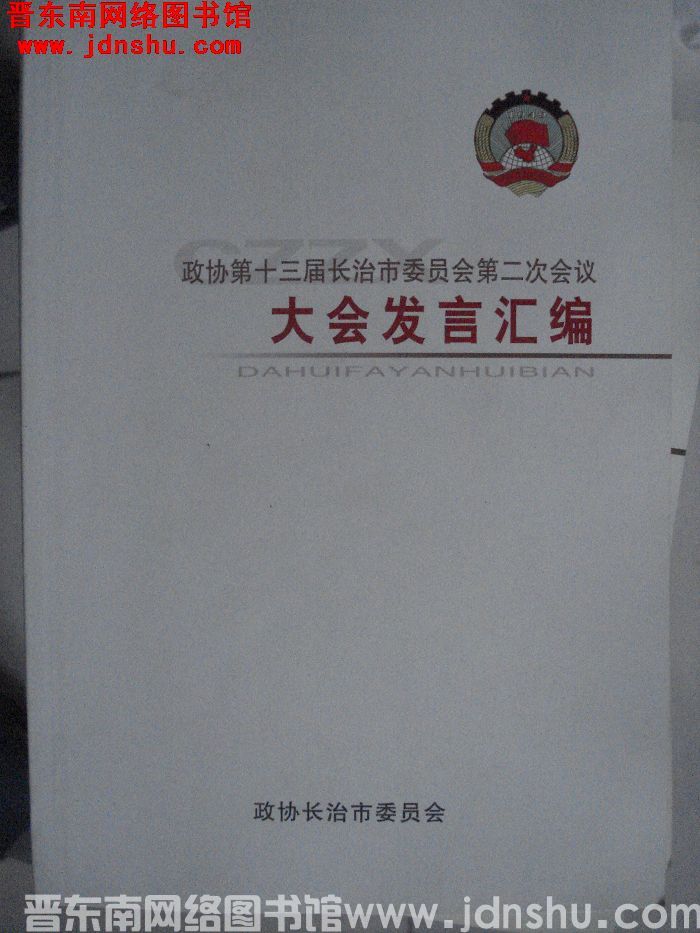 晋东南网络图书馆
www.jdnshu.com
CZZX
政协第十三届长治市委员会第二次会议
大会发言汇编
DAHUIFAYANHUIBIAN
政协长治市委员会
晋东南网络图书馆www.jdnshu.com